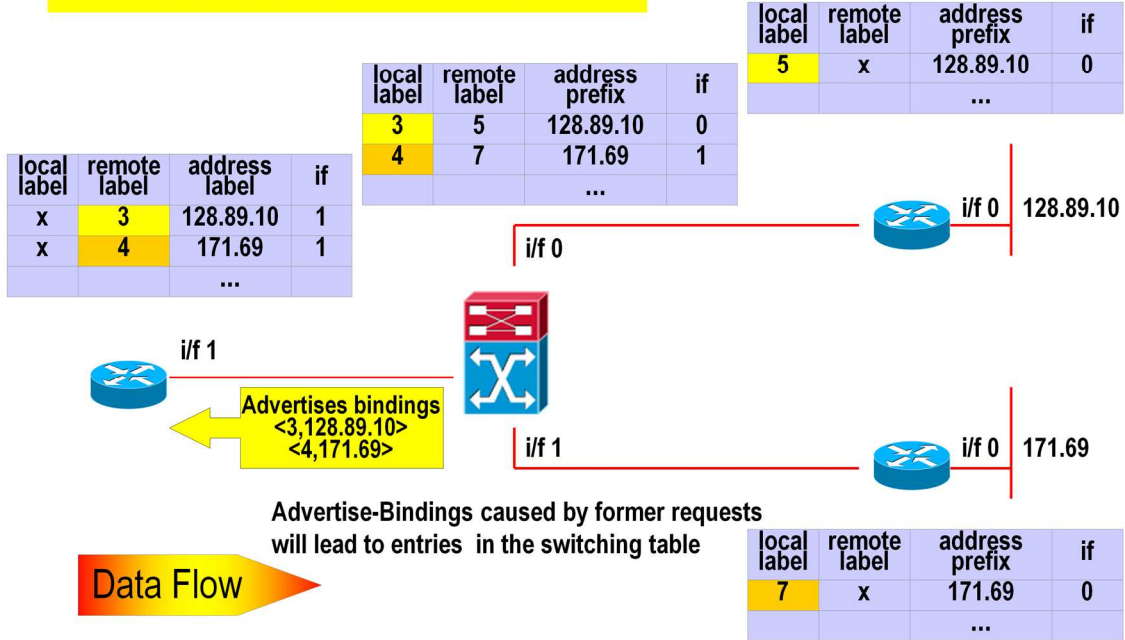 local label remote label address prefix if
5 x 128.89.10 0
...
local label remote label address prefix if
3 5 128.89.10 0
4 7 171.69 1
...
local label remote label address label if
x 3 128.89.10 1
x 4 171.69 1
...
i/f 0 128.89.10
i/f 0
i/f 1
Advertises bindings
<3,128.89.10>
<4,171.69>
i/f 1
i/f 0 171.69
Advertise-Bindings caused by former requests
will lead to entries in the switching table
Data Flow
local label remote label address prefix if
7 x 171.69 0
...